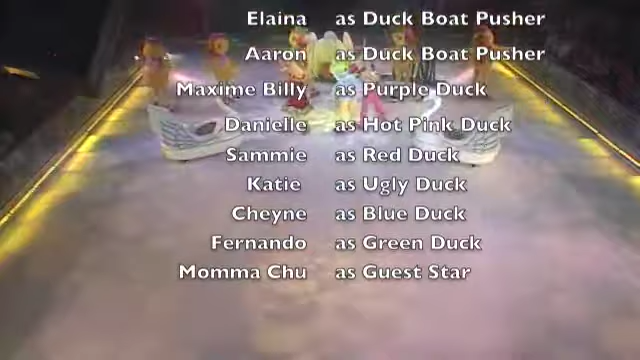 Elaina as Duck Boat Pusher
Aaron as Duck Boat Pusher
Maxime Billy as Purple Duck
Danielle as Hot Pink Duck
Sammie as Red Duck
Katie as Ugly Duck
Cheyne as Blue Duck
Fernando as Green Duck
Momma Chu as Guest Star